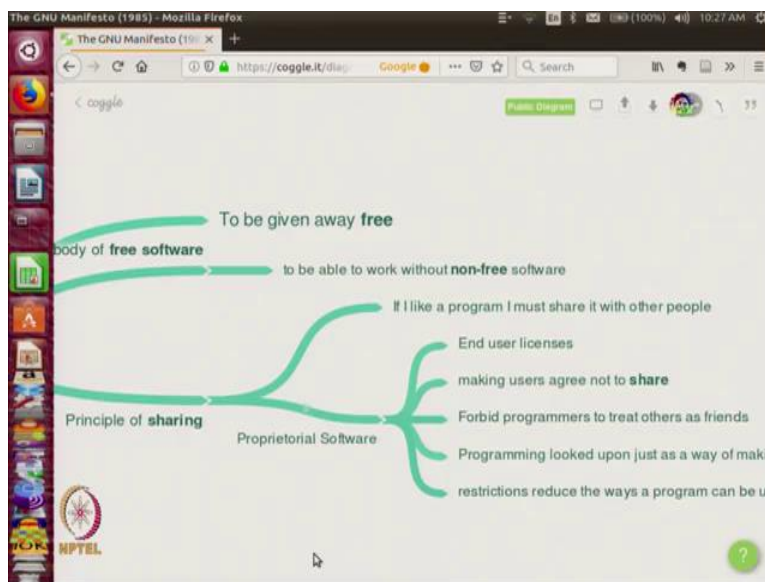 The GNU Manifesto (1985) - Mozilla Firefox
En (100%) 10:27 AM
The GNU Manifesto (198 × +
https://coggle.it/diag Google ••• Search »
< coggle
Public Diagram
To be given away free
body of free software
to be able to work without non-free software
If I like a program I must share it with other people
End user licenses
making users agree not to share
Principle of sharing
Forbid programmers to treat others as friends
Proprietorial Software
Programming looked upon just as a way of mak
restrictions reduce the ways a program can be u
NPTEL
?